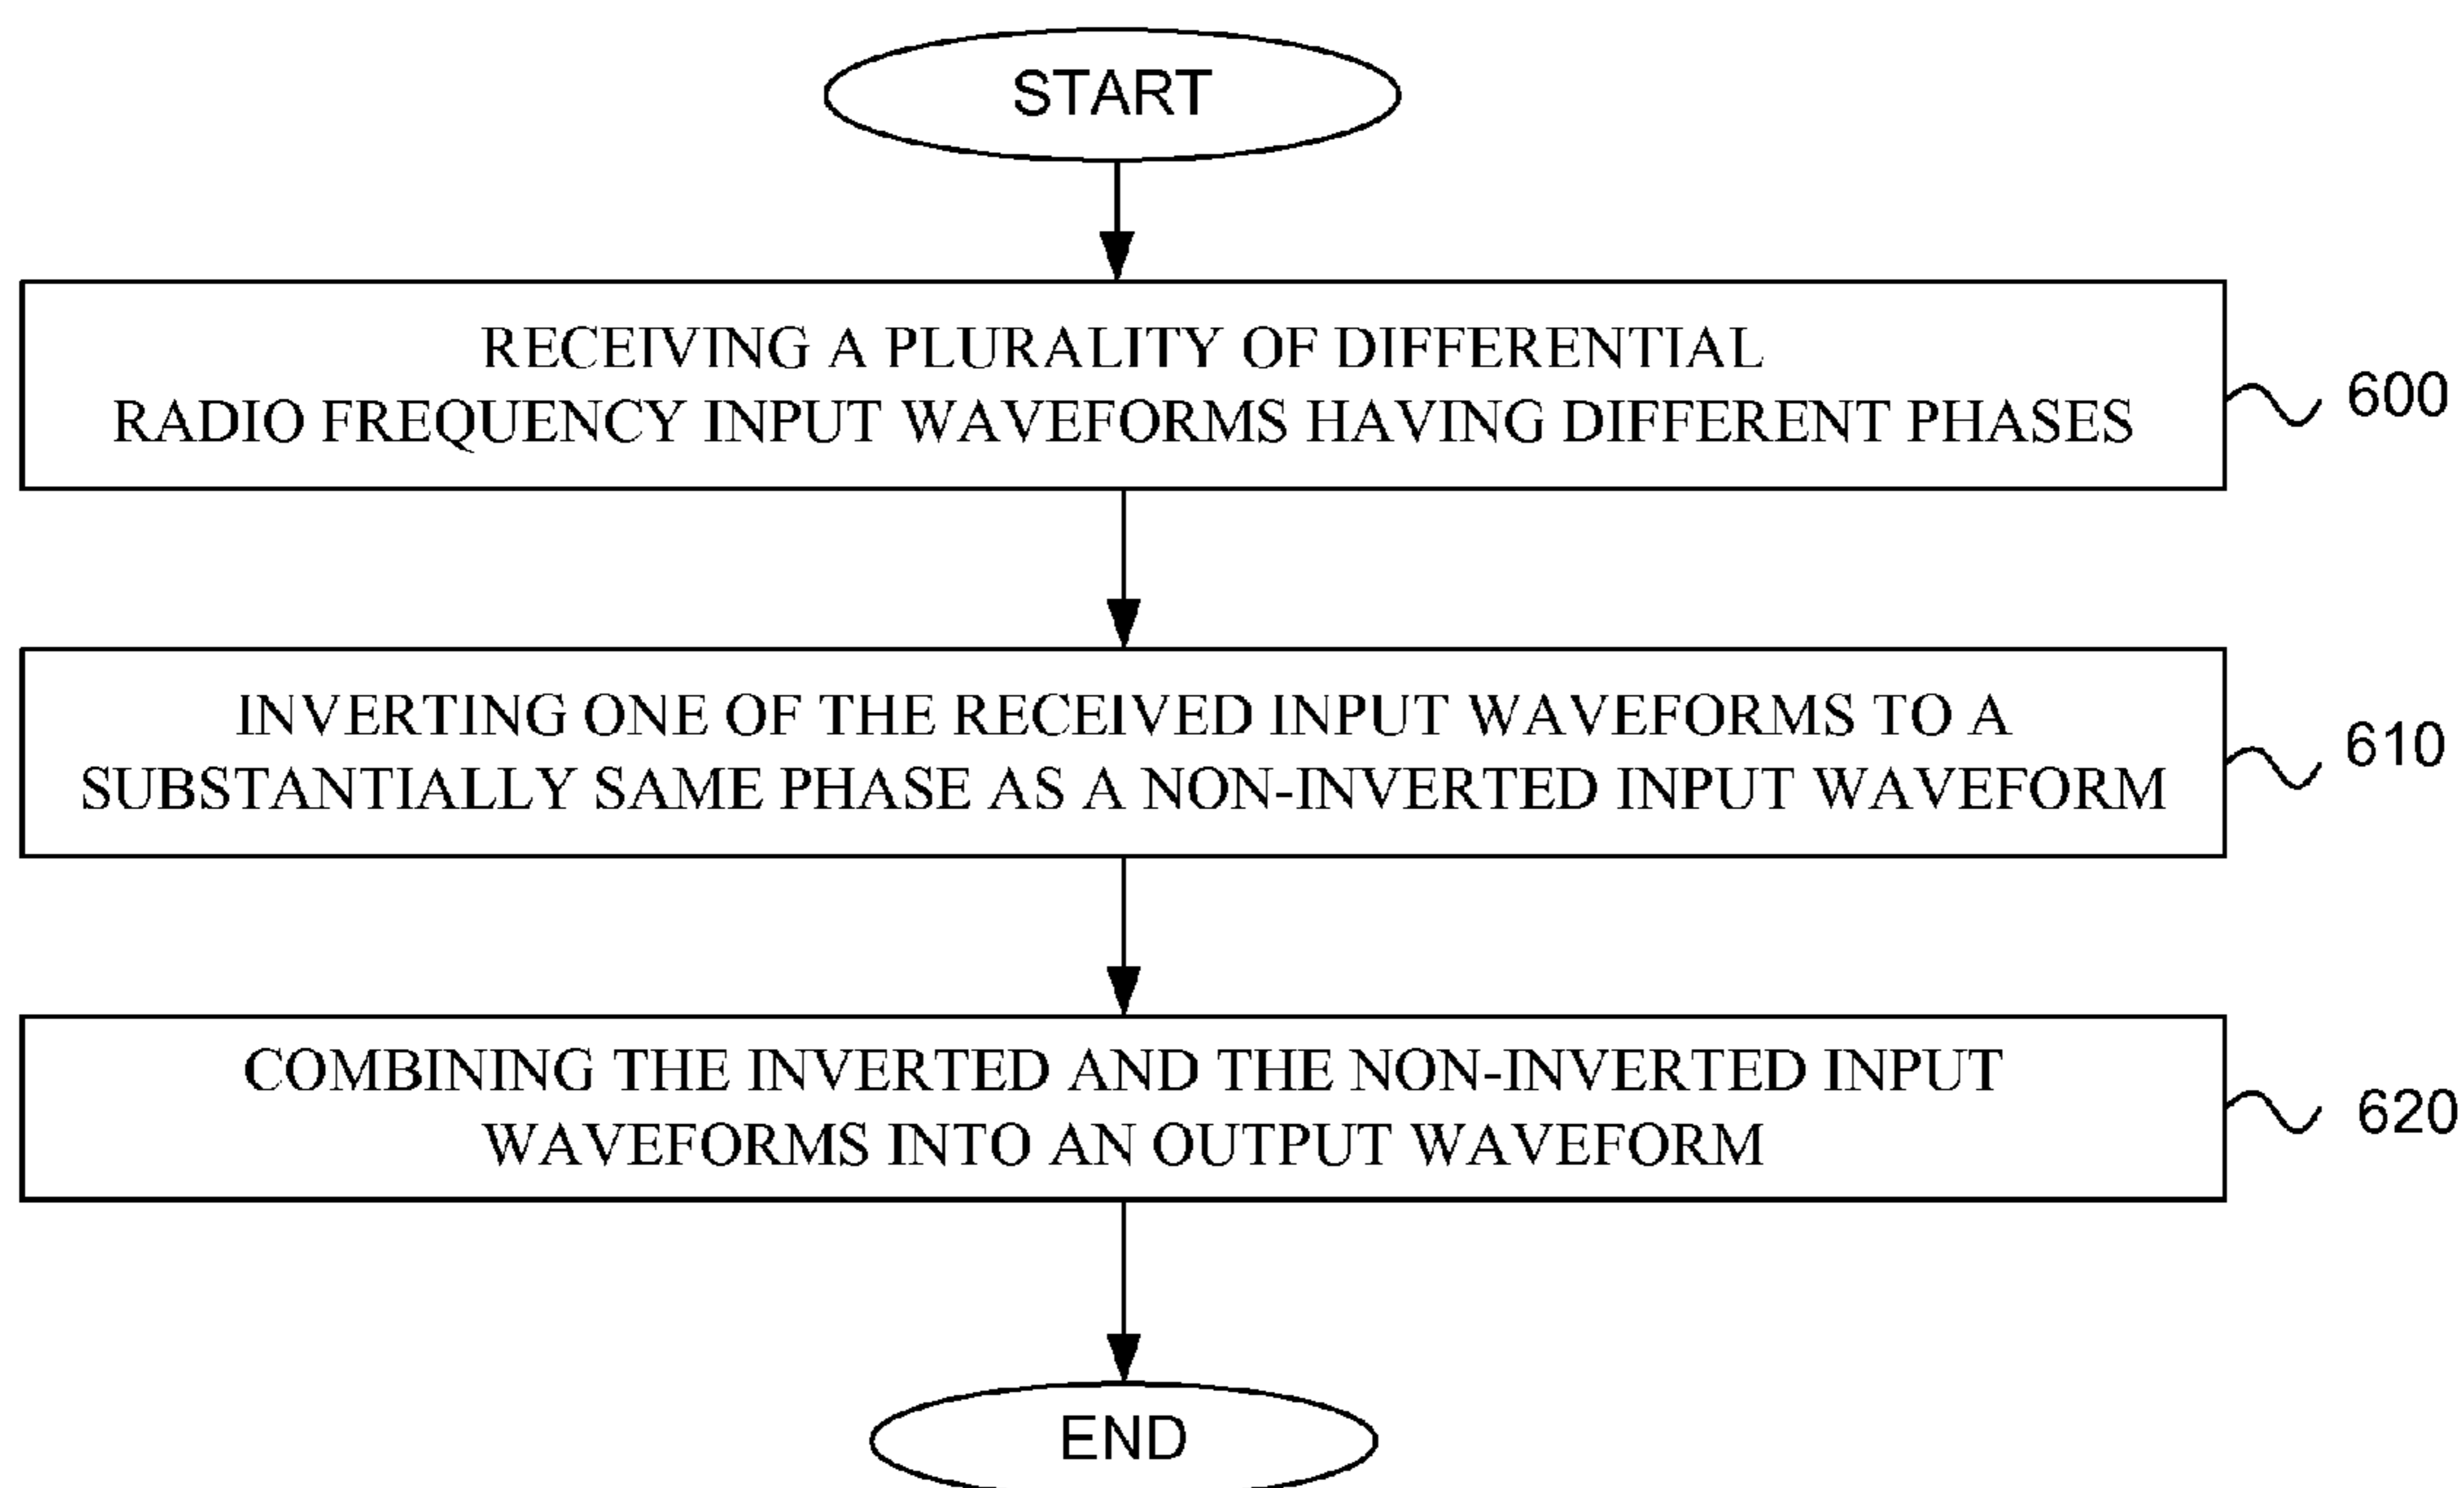 START
RECEIVING A PLURALITY OF DIFFERENTIAL
RADIO FREQUENCY INPUT WAVEFORMS HAVING DIFFERENT PHASES
600
INVERTING ONE OF THE RECEIVED INPUT WAVEFORMS TO A
SUBSTANTIALLY SAME PHASE AS A NON-INVERTED INPUT WAVEFORM
610
COMBINING THE INVERTED AND THE NON-INVERTED INPUT
WAVEFORMS INTO AN OUTPUT WAVEFORM
620
END